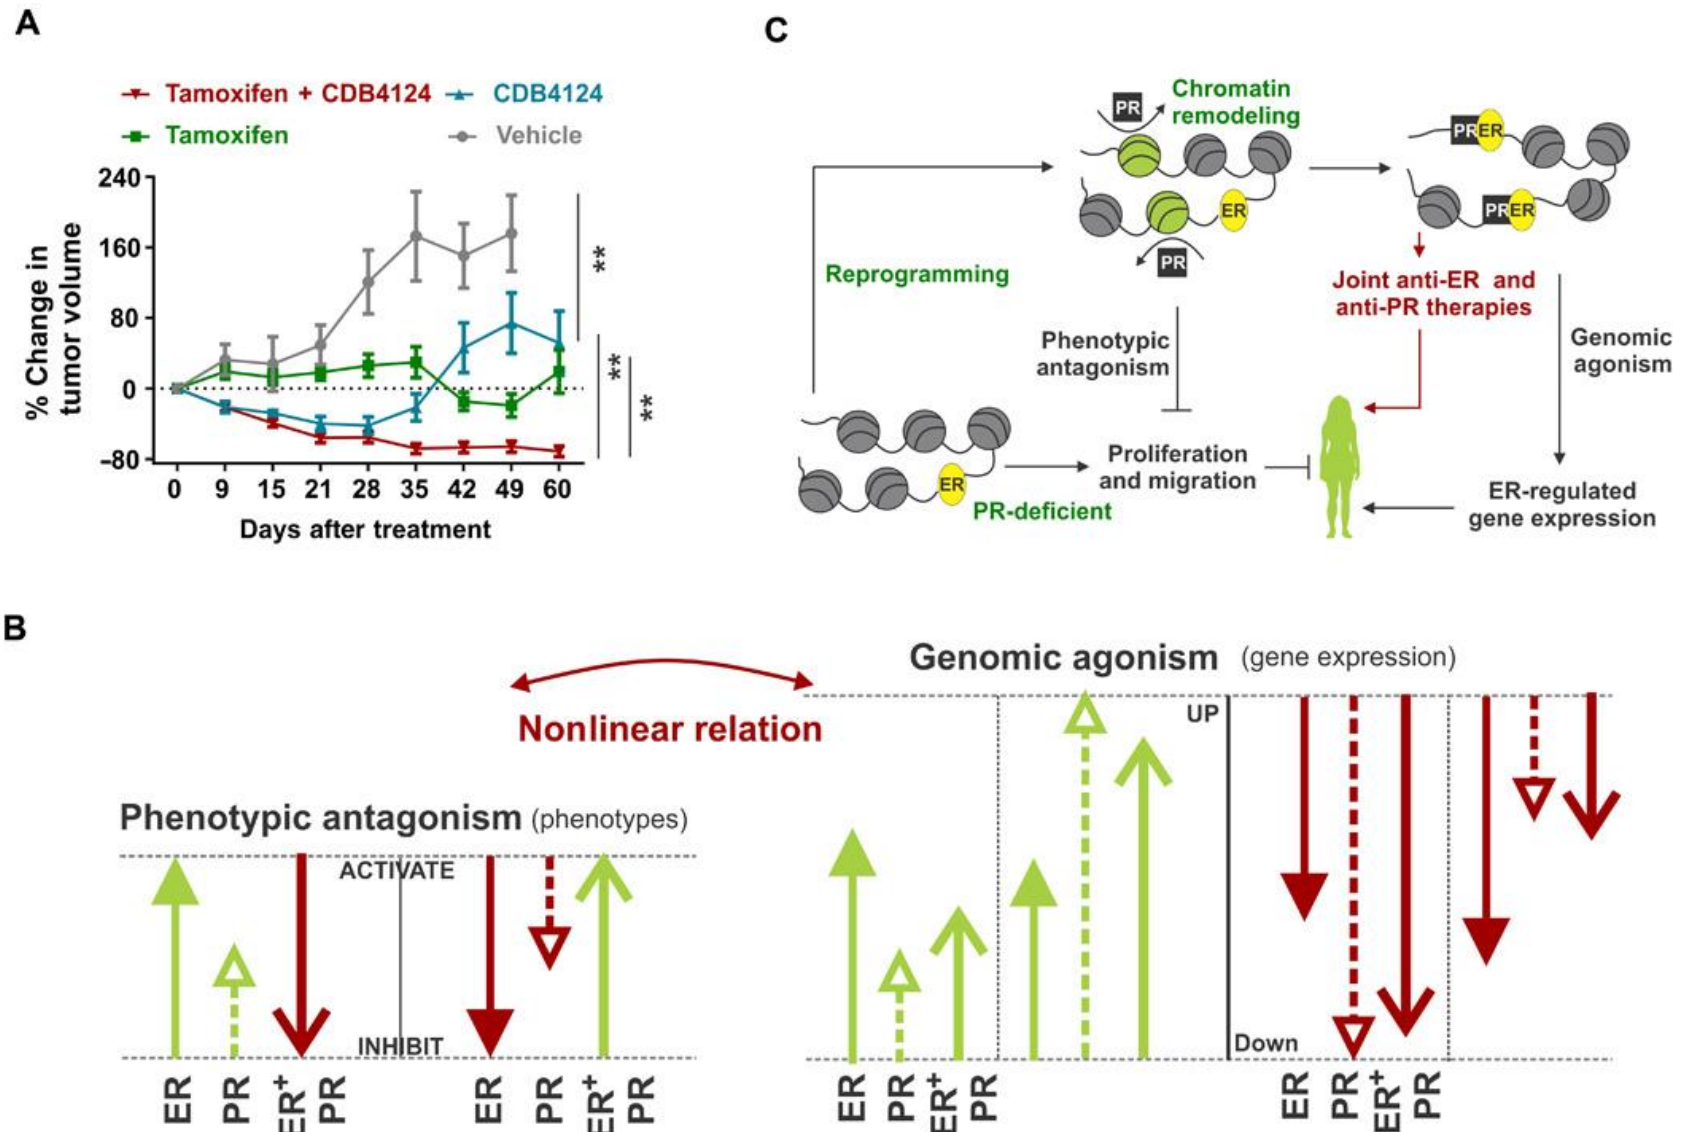 A
Tamoxifen + CDB4124
CDB4124
Tamoxifen
Vehicle
% Change in
tumor volume
240
160
80
0
−80
0 9 15 21 28 35 42 49 60
Days after treatment
**
**
**
C
PR
Chromatin
remodeling
ER
PR
PR ER
PR ER
Reprogramming
Phenotypic
antagonism
Joint anti-ER and
anti-PR therapies
Genomic
agonism
ER
PR-deficient
Proliferation
and migration
ER-regulated
gene expression
B
Nonlinear relation
Phenotypic antagonism (phenotypes)
ACTIVATE
INHIBIT
ER
PR
ER+
PR
ER
PR
ER+
PR
Genomic agonism (gene expression)
UP
Down
ER
PR
ER+
PR
ER
PR
ER+
PR